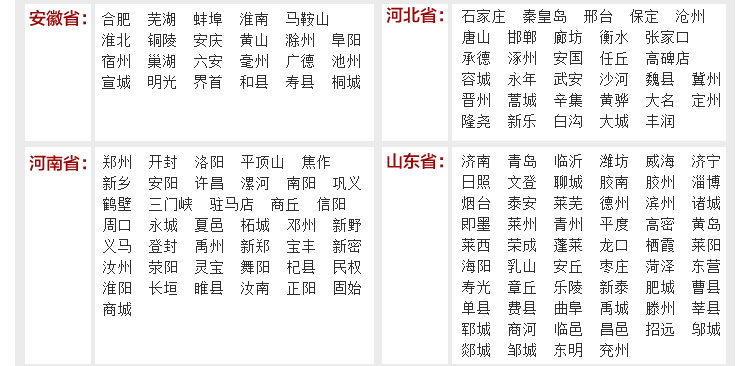 安徽省:
合肥 芜湖 蚌埠 淮南 马鞍山
淮北 铜陵 安庆 黄山 滁州 阜阳
宿州 巢湖 六安 亳州 广德 池州
宣城 明光 界首 和县 寿县 桐城
河北省:
石家庄 秦皇岛 邢台 保定 沧州
唐山 邯郸 廊坊 衡水 张家口
承德 涿州 安国 任丘 高碑店
容城 永年 武安 沙河 魏县 冀州
晋州 蒿城 辛集 黄骅 大名 定州
隆尧 新乐 白沟 大城 丰润
河南省:
郑州 开封 洛阳 平顶山 焦作
新乡 安阳 许昌 漯河 南阳 巩义
鹤壁 三门峡 驻马店 商丘 信阳
周口 永城 夏邑 柘城 邓州 新野
义马 登封 禹州 新郑 宝丰 新密
汝州 荥阳 灵宝 舞阳 杞县 民权
淮阳 长垣 睢县 汝南 正阳 固始
商城
山东省:
济南 青岛 临沂 潍坊 威海 济宁
日照 文登 聊城 胶南 胶州 淄博
烟台 泰安 莱芜 德州 滨州 诸城
即墨 莱州 青州 平度 高密 黄岛
莱西 荣成 蓬莱 龙口 栖霞 莱阳
海阳 乳山 安丘 枣庄 菏泽 东营
寿光 章丘 乐陵 新泰 肥城 曹县
单县 费县 曲阜 禹城 滕州 莘县
郓城 商河 临邑 昌邑 招远 邬城
郯城 邹城 东明 兖州